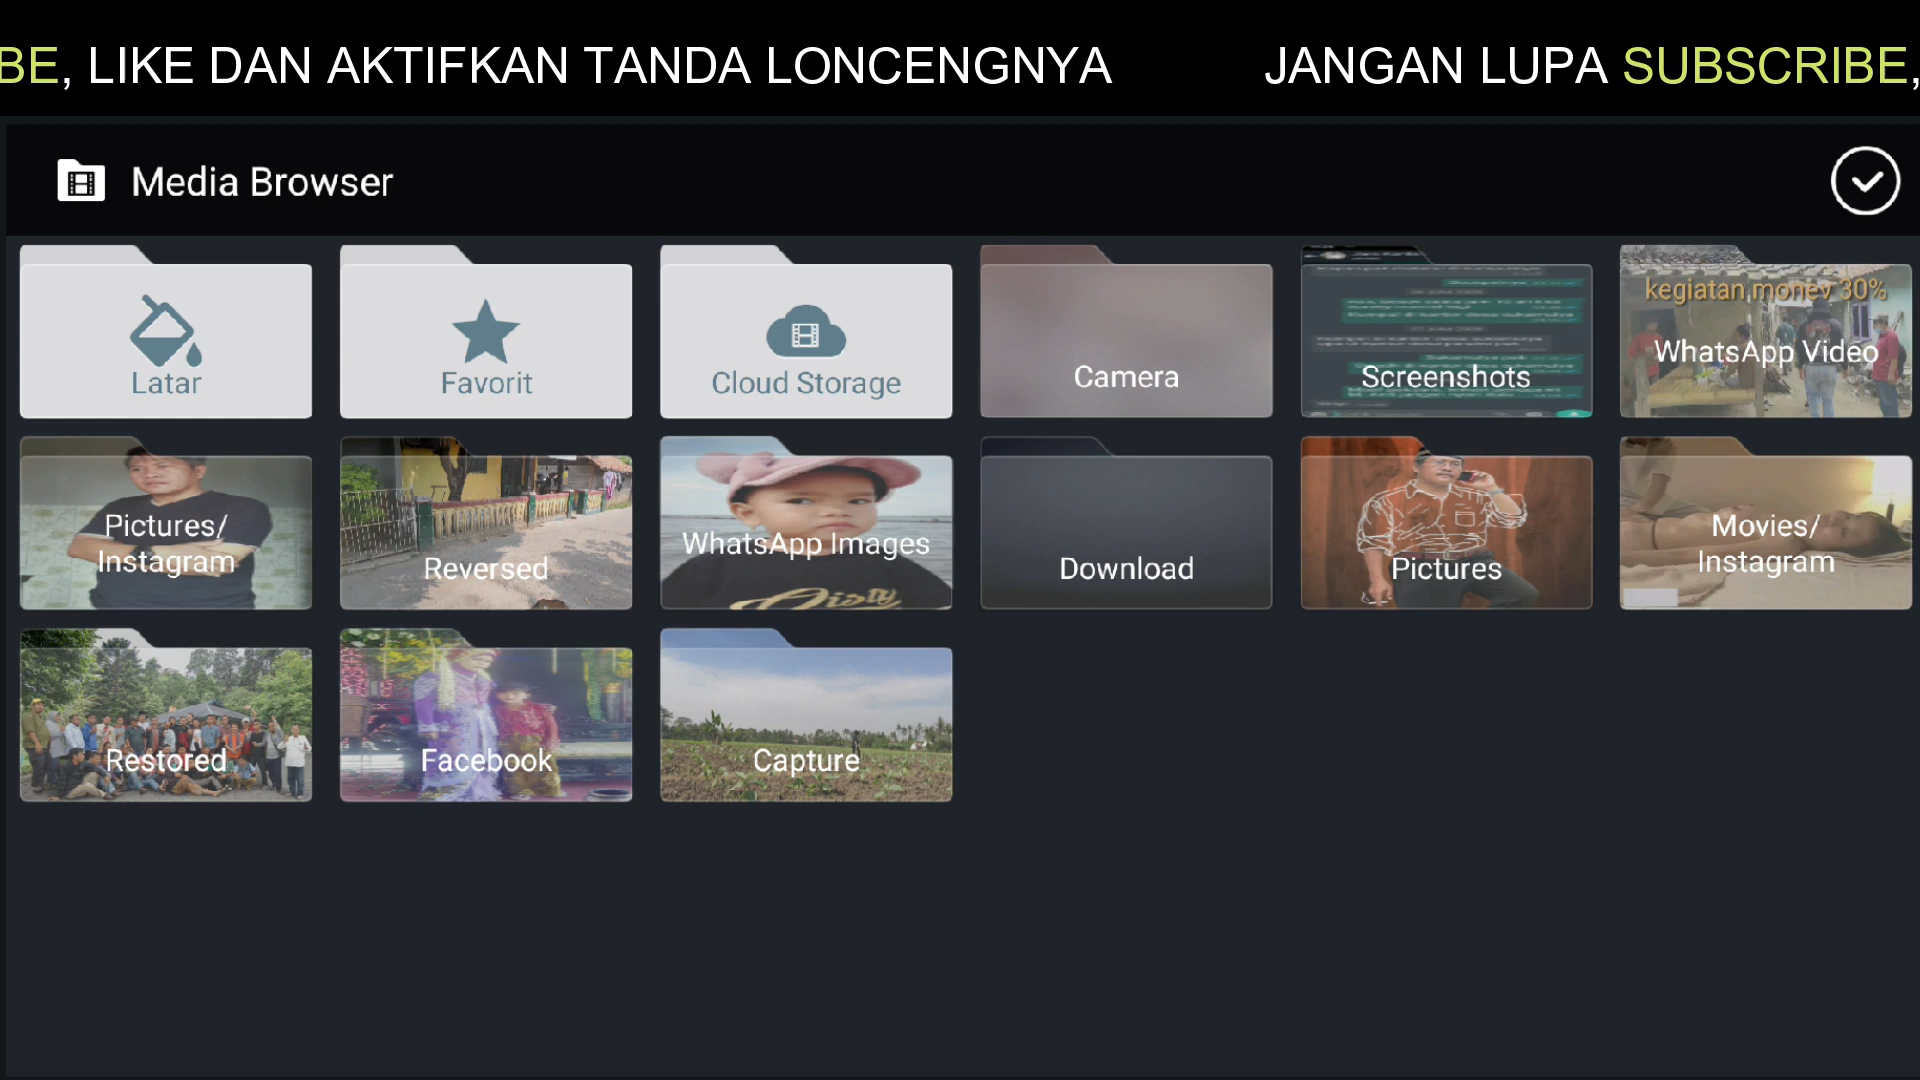 BE, LIKE DAN AKTIFKAN TANDA LONCENGNYA JANGAN LUPA SUBSCRIBE,
Media Browser
Latar
Favorit
Cloud Storage
Camera
Screenshots
kegiatan monev 30%
WhatsApp Video
Pictures/
Instagram
Reversed
WhatsApp Images
Download
Pictures
Movies/
Instagram
Restored
Facebook
Capture